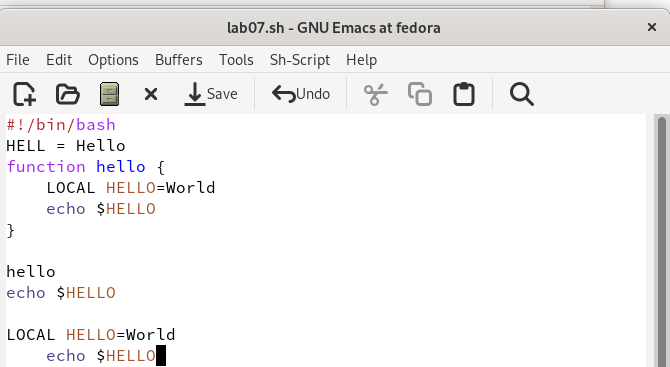 lab07.sh - GNU Emacs at fedora ×
File Edit Options Buffers Tools Sh-Script Help
Save Undo
#!/bin/bash
HELL = Hello
function hello {
    LOCAL HELLO=World
    echo $HELLO
}
hello
echo $HELLO
LOCAL HELLO=World
    echo $HELLO